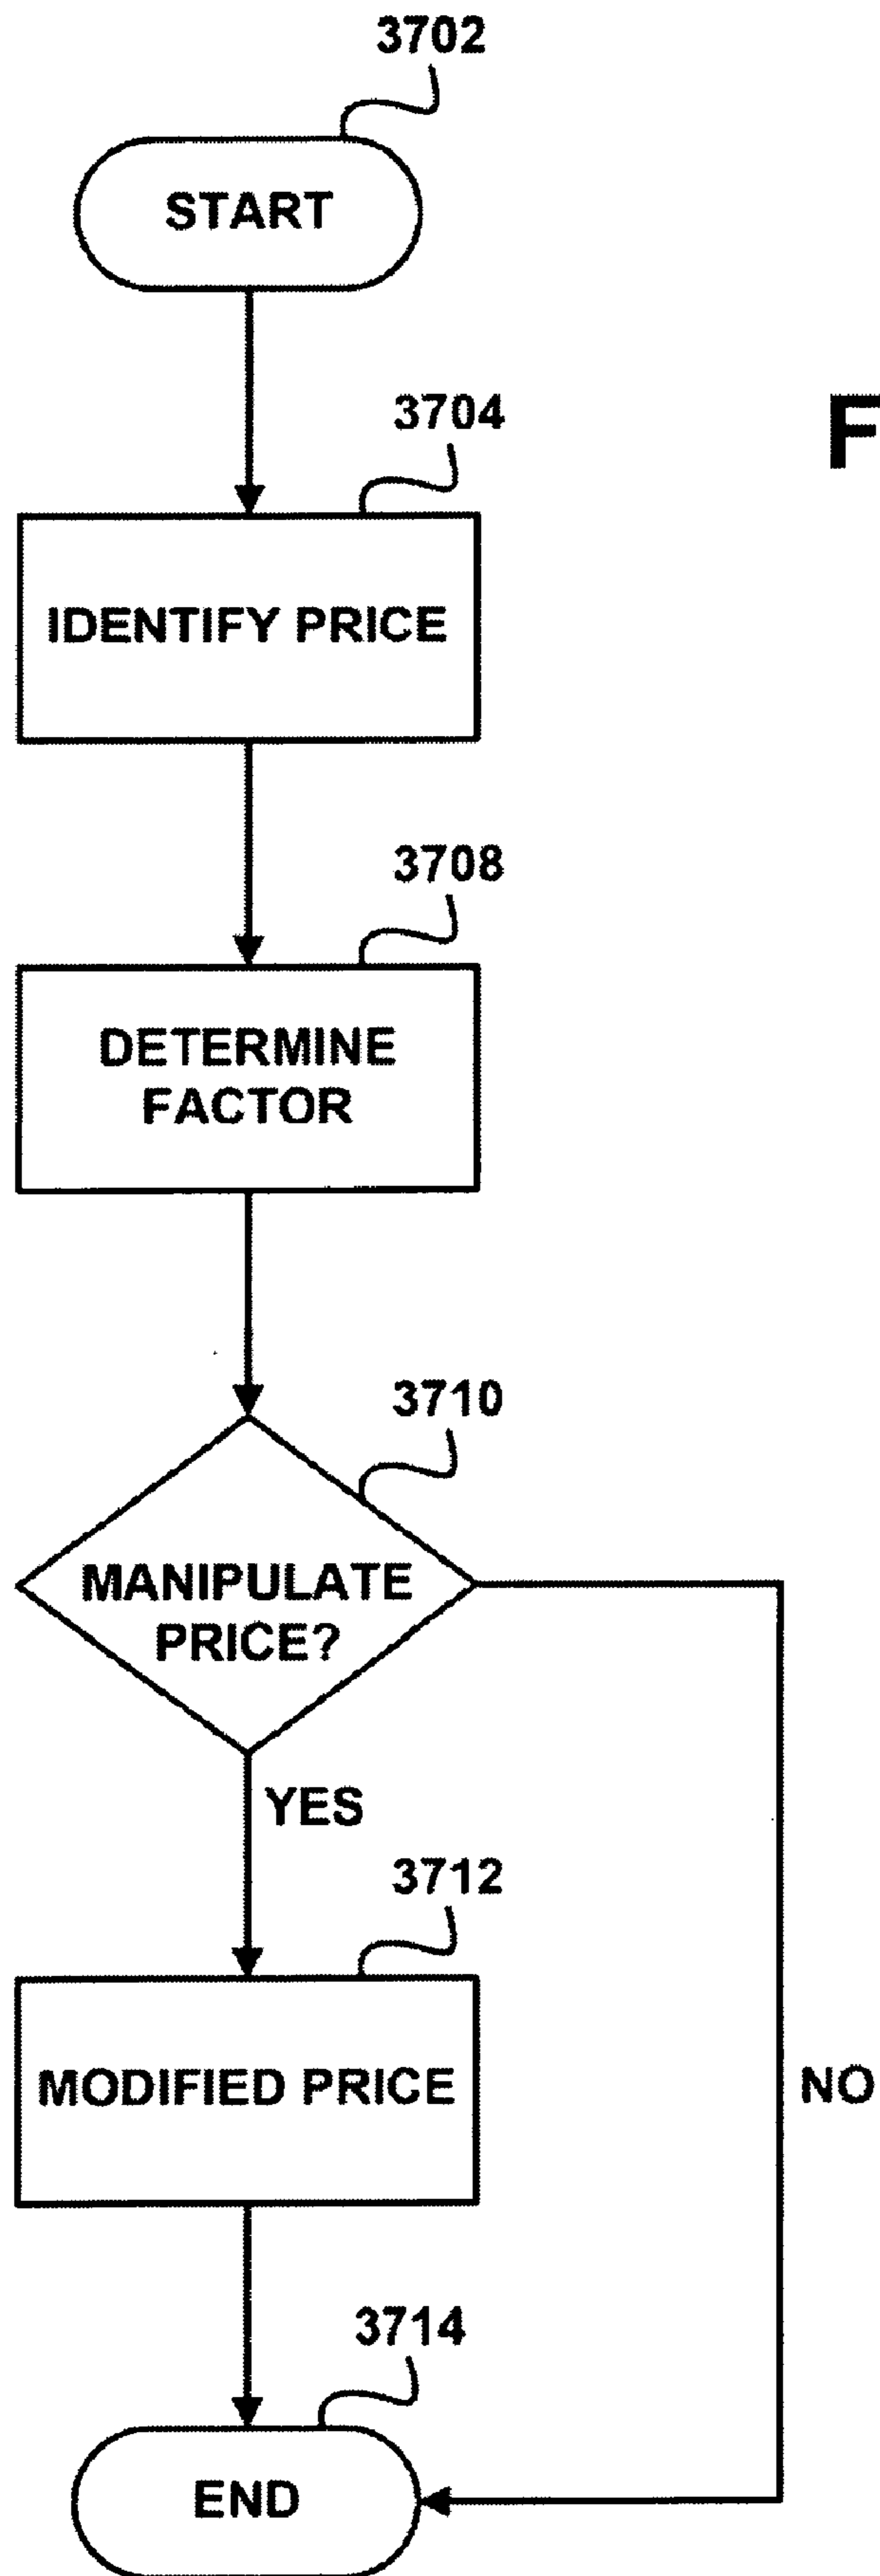 3702
START
3704
F
IDENTIFY PRICE
3708
DETERMINE
FACTOR
3710
MANIPULATE
PRICE?
YES
3712
MODIFIED PRICE
NO
3714
END